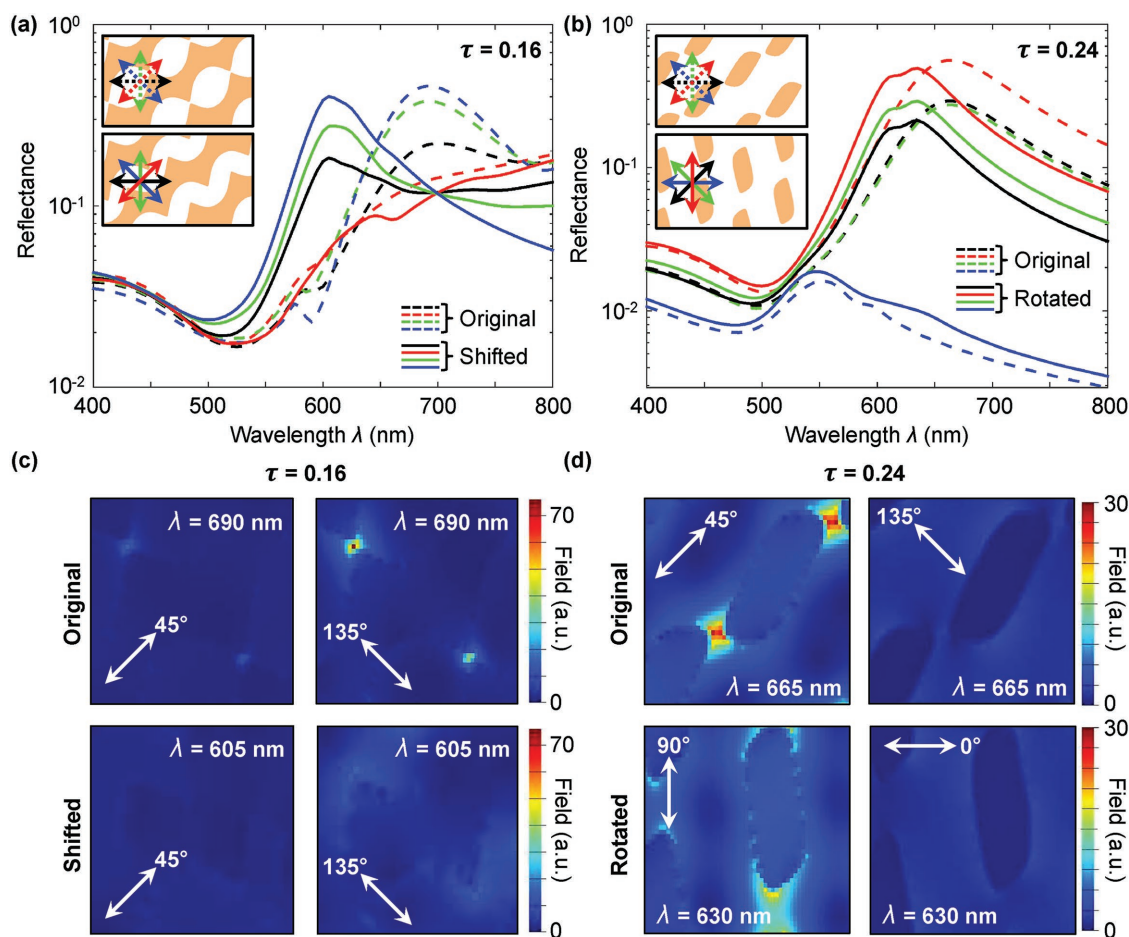 (a)
10⁰
τ = 0.16
Reflectance
10⁻¹
10⁻²
Original
Shifted
400
500
600
700
800
Wavelength λ (nm)
(b)
10⁰
τ = 0.24
Reflectance
10⁻¹
10⁻²
Original
Rotated
400
500
600
700
800
Wavelength λ (nm)
(c)
τ = 0.16
Original
λ = 690 nm
45°
λ = 690 nm
135°
70
0
Field (a.u.)
Shifted
λ = 605 nm
45°
λ = 605 nm
135°
70
0
Field (a.u.)
(d)
τ = 0.24
Original
45°
λ = 665 nm
135°
λ = 665 nm
30
0
Field (a.u.)
Rotated
90°
λ = 630 nm
0°
λ = 630 nm
30
0
Field (a.u.)